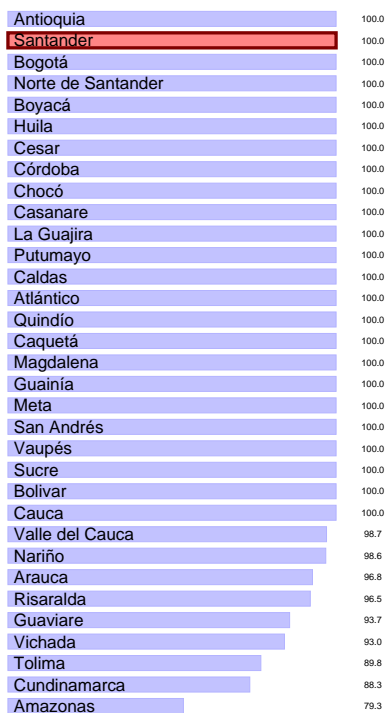 Antioquia 100.0
Santander 100.0
Bogotá 100.0
Norte de Santander 100.0
Boyacá 100.0
Huila 100.0
Cesar 100.0
Córdoba 100.0
Chocó 100.0
Casanare 100.0
La Guajira 100.0
Putumayo 100.0
Caldas 100.0
Atlántico 100.0
Quindío 100.0
Caquetá 100.0
Magdalena 100.0
Guainía 100.0
Meta 100.0
San Andrés 100.0
Vaupés 100.0
Sucre 100.0
Bolivar 100.0
Cauca 100.0
Valle del Cauca 98.7
Nariño 98.6
Arauca 96.8
Risaralda 96.5
Guaviare 93.7
Vichada 93.0
Tolima 89.8
Cundinamarca 88.3
Amazonas 79.3